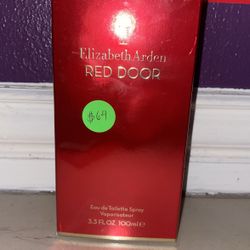 Elizabeth Arden
RED DOOR
$64
Eau de Toilette Spray
Vaporisateur
3.3 FL. OZ. 100ml e